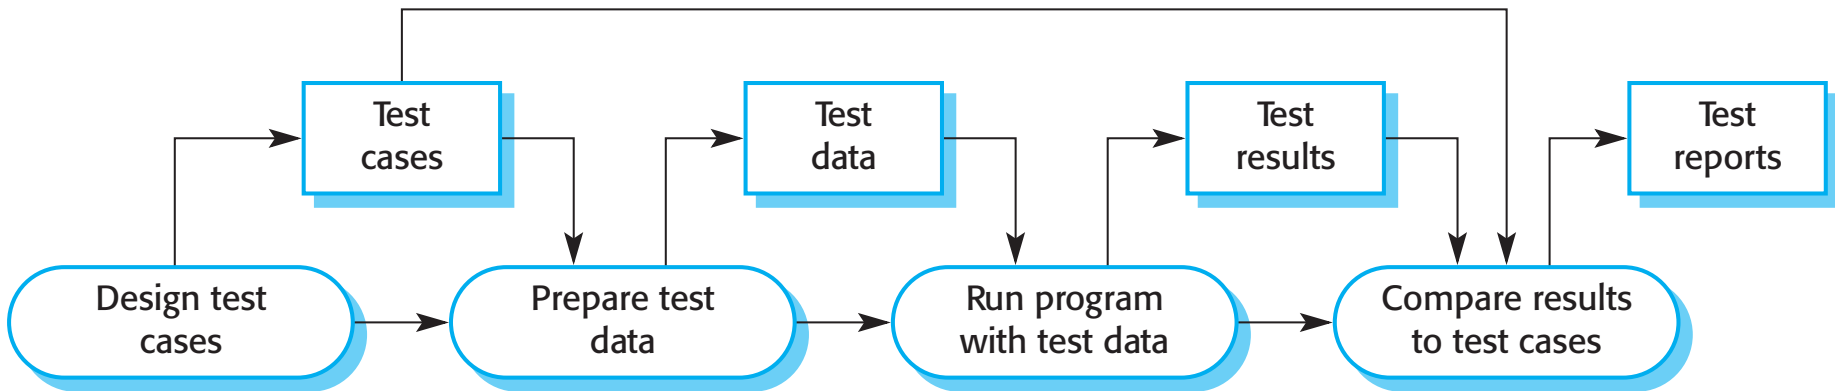 Test
cases
Test
data
Test
results
Test
reports
Design test
cases
Prepare test
data
Run program
with test data
Compare results
to test cases